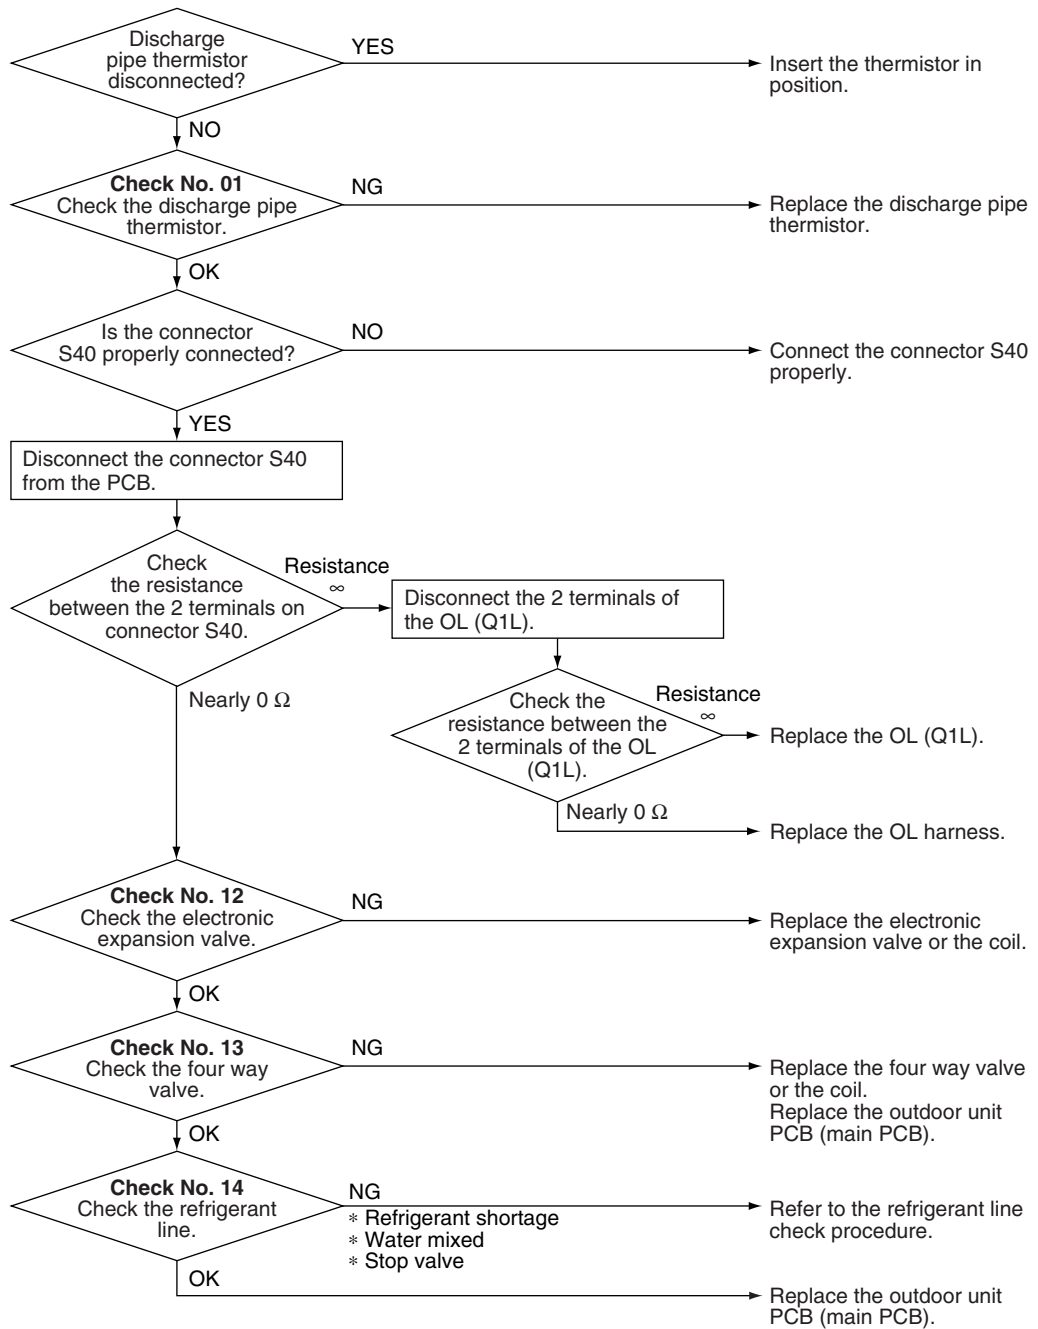 Discharge
pipe thermistor
disconnected?
YES
Insert the thermistor in
position.
NO
Check No. 01
Check the discharge pipe
thermistor.
NG
Replace the discharge pipe
thermistor.
OK
Is the connector
S40 properly connected?
NO
Connect the connector S40
properly.
YES
Disconnect the connector S40
from the PCB.
Check
the resistance
between the 2 terminals on
connector S40.
Resistance
∞
Disconnect the 2 terminals of
the OL (Q1L).
Nearly 0 Ω
Check the
resistance between the
2 terminals of the OL
(Q1L).
Resistance
∞
Replace the OL (Q1L).
Nearly 0 Ω
Replace the OL harness.
Check No. 12
Check the electronic
expansion valve.
NG
Replace the electronic
expansion valve or the coil.
OK
Check No. 13
Check the four way
valve.
NG
Replace the four way valve
or the coil.
Replace the outdoor unit
PCB (main PCB).
OK
Check No. 14
Check the refrigerant
line.
NG
* Refrigerant shortage
* Water mixed
* Stop valve
Refer to the refrigerant line
check procedure.
OK
Replace the outdoor unit
PCB (main PCB).